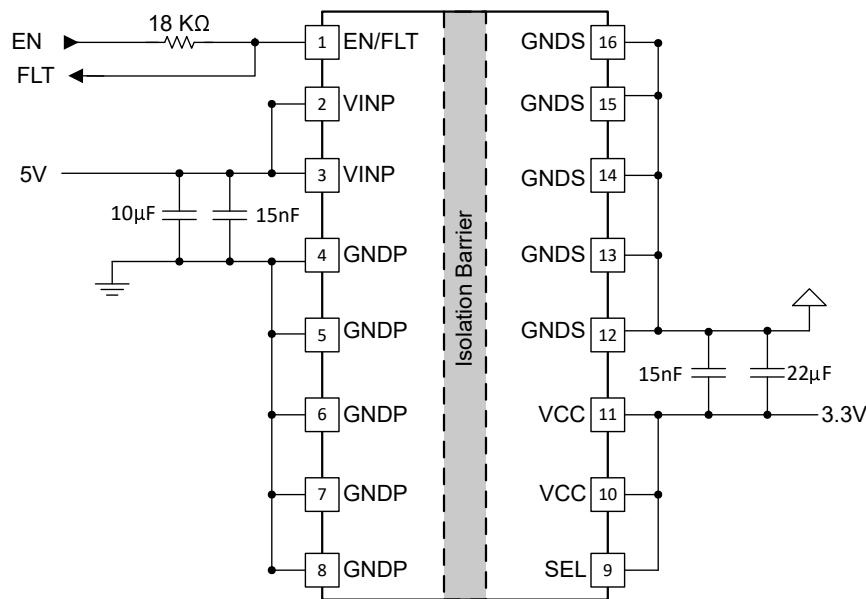 18 KΩ
EN
FLT
1 EN/FLT
2 VINP
5V
3 VINP
10µF
15nF
4 GNDP
5 GNDP
6 GNDP
7 GNDP
8 GNDP
Isolation Barrier
GNDS 16
GNDS 15
GNDS 14
GNDS 13
GNDS 12
15nF
22µF
VCC 11
3.3V
VCC 10
SEL 9